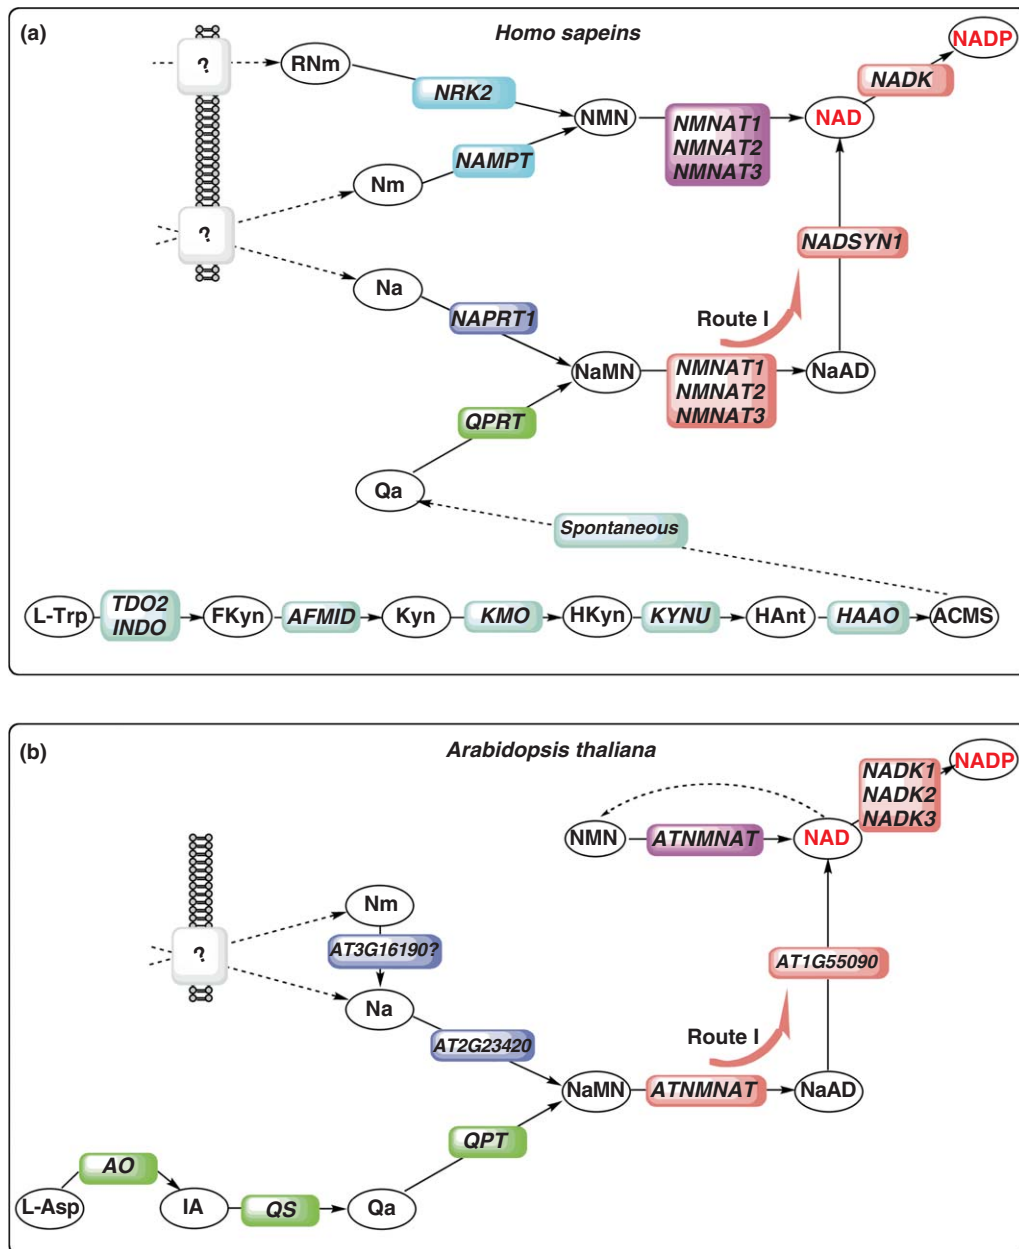 (a)
Homo sapeins
NADP
?
RNm
NRK2
NMN
NMNAT1
NMNAT2
NMNAT3
NAD
NADK
NAMPT
Nm
?
NADSYN1
Na
NAPRT1
Route I
NaMN
NMNAT1
NMNAT2
NMNAT3
NaAD
QPRT
Qa
Spontaneous
L-Trp
TDO2
INDO
FKyn
AFMID
Kyn
KMO
HKyn
KYNU
HAnt
HAAO
ACMS
(b)
Arabidopsis thaliana
NADP
NADK1
NADK2
NADK3
NMN
ATNMNAT
NAD
Nm
AT3G16190?
?
AT1G55090
Na
AT2G23420
Route I
NaMN
ATNMNAT
NaAD
QPT
AO
L-Asp
IA
QS
Qa